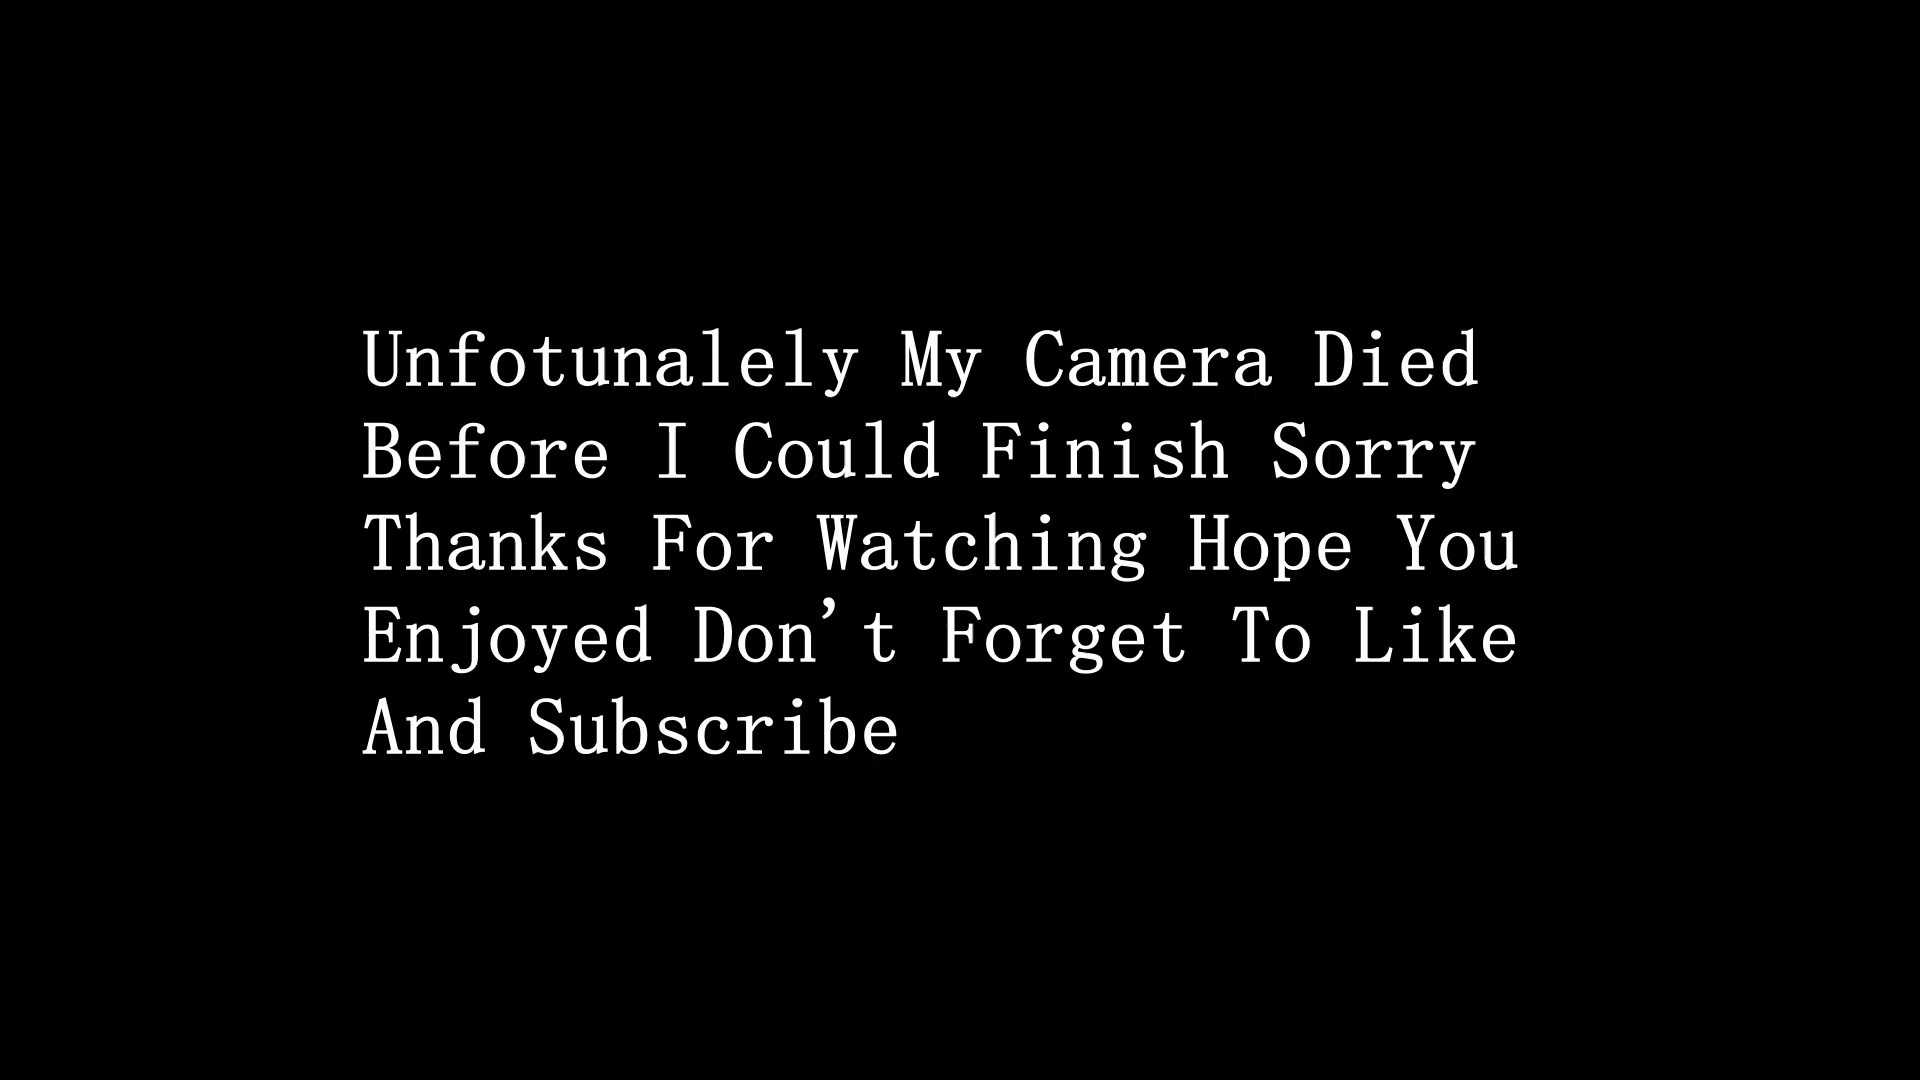 Unfotunalely My Camera Died
Before I Could Finish Sorry
Thanks For Watching Hope You
Enjoyed Don't Forget To Like
And Subscribe